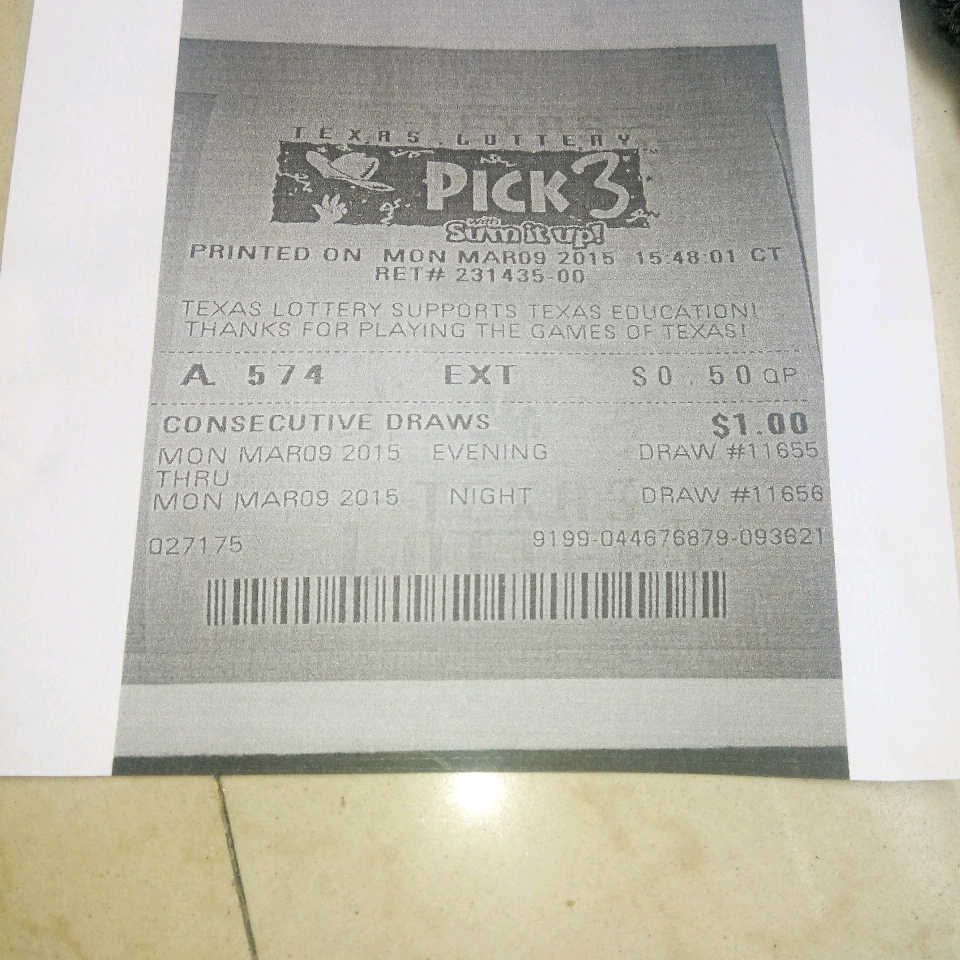 TEXAS LOTTERY
PICK 3™
with
Sum it up!
PRINTED ON MON MAR09 2015 15:48:01 CT
RET# 231435-00
TEXAS LOTTERY SUPPORTS TEXAS EDUCATION!
THANKS FOR PLAYING THE GAMES OF TEXAS!
A. 574 EXT $0.50 QP
CONSECUTIVE DRAWS $1.00
MON MAR09 2015 EVENING DRAW #11655
THRU
MON MAR09 2015 NIGHT DRAW #11656
027175 9199-044676879-093621